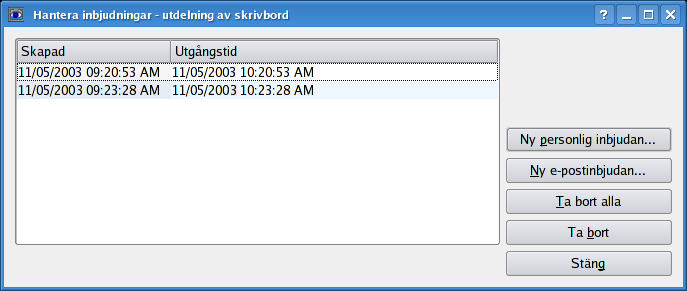 Hantera inbjudningar - utdelning av skrivbord
Skapad Utgångstid
11/05/2003 09:20:53 AM 11/05/2003 10:20:53 AM
11/05/2003 09:23:28 AM 11/05/2003 10:23:28 AM
Ny personlig inbjudan...
Ny e-postinbjudan...
Ta bort alla
Ta bort
Stäng